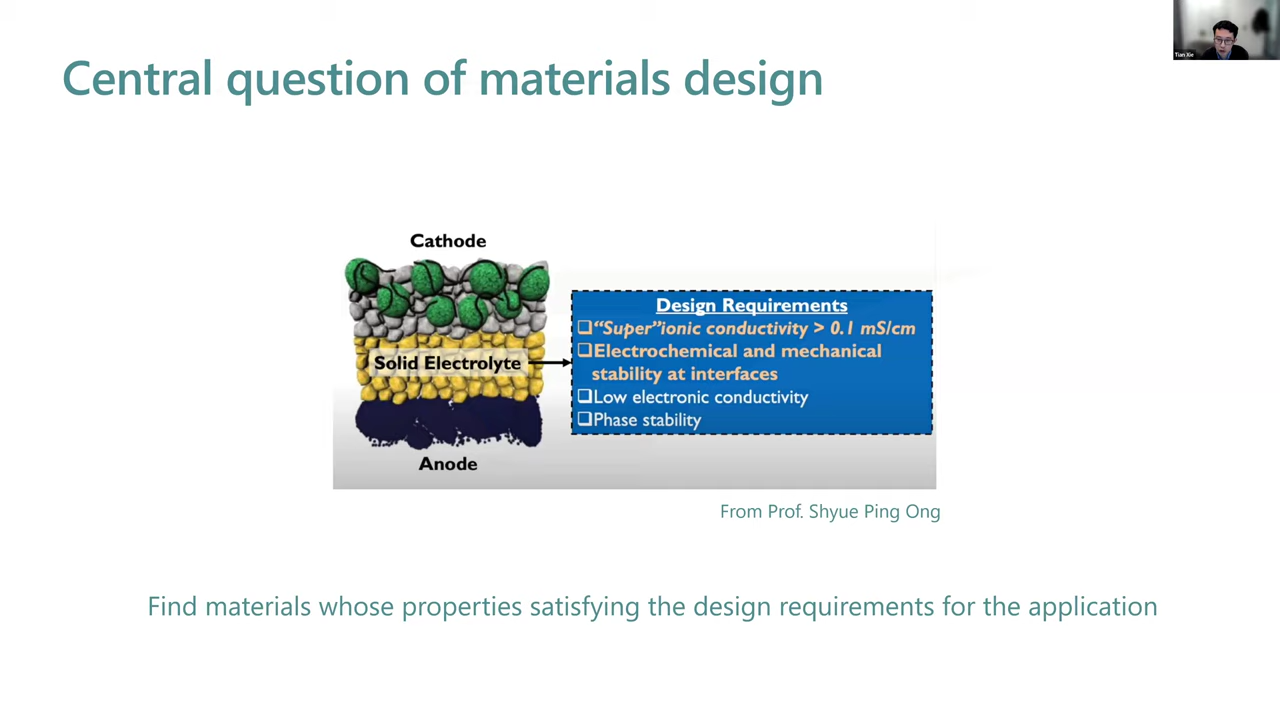 Central question of materials design
Tian Xie
Cathode
Solid Electrolyte
Anode
Design Requirements
❑“Super”ionic conductivity > 0.1 mS/cm
❑Electrochemical and mechanical
stability at interfaces
❑Low electronic conductivity
❑Phase stability
From Prof. Shyue Ping Ong
Find materials whose properties satisfying the design requirements for the application